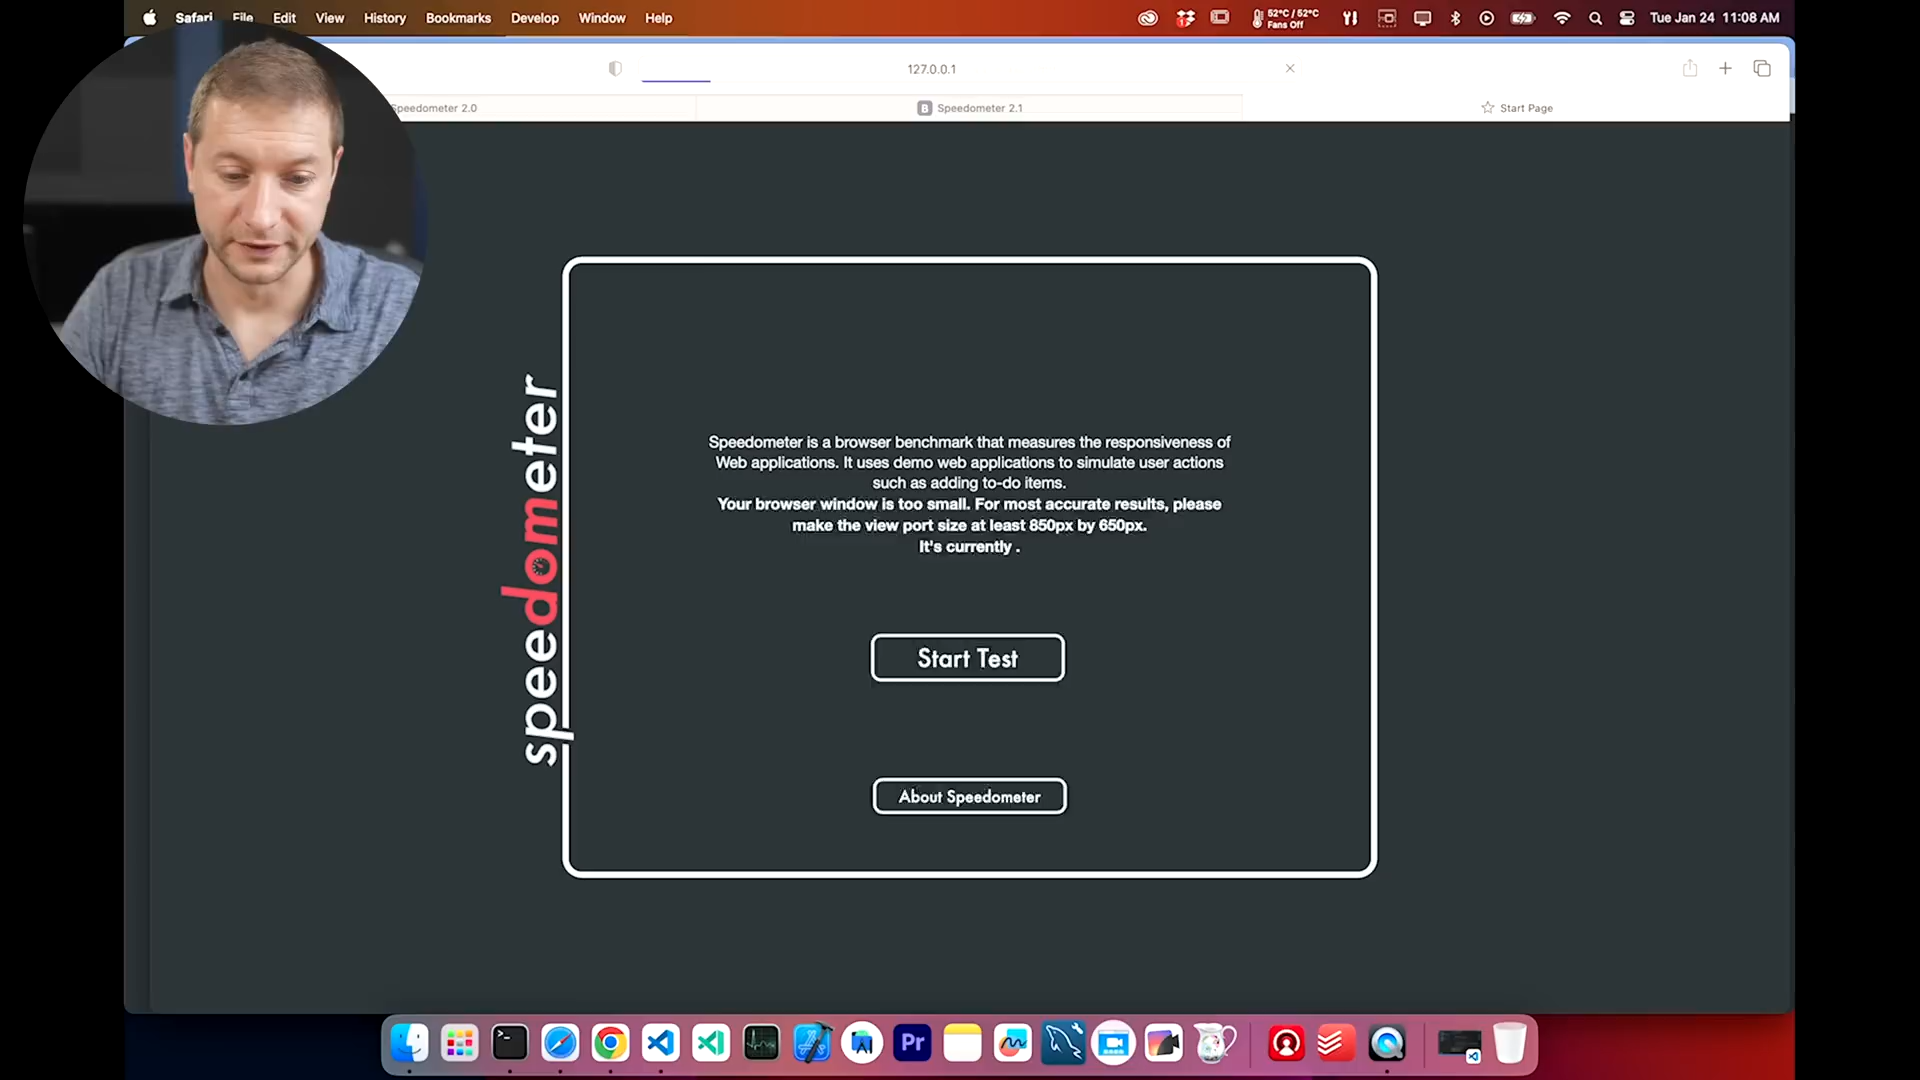 Safari File Edit View History Bookmarks Develop Window Help
52°C / 52°C
Fans Off
Tue Jan 24 11:08 AM
127.0.0.1
Speedometer 2.0
B Speedometer 2.1
Start Page
speedometer
Speedometer is a browser benchmark that measures the responsiveness of
Web applications. It uses demo web applications to simulate user actions
such as adding to-do items.
Your browser window is too small. For most accurate results, please
make the view port size at least 850px by 650px.
It's currently .
Start Test
About Speedometer
Pr